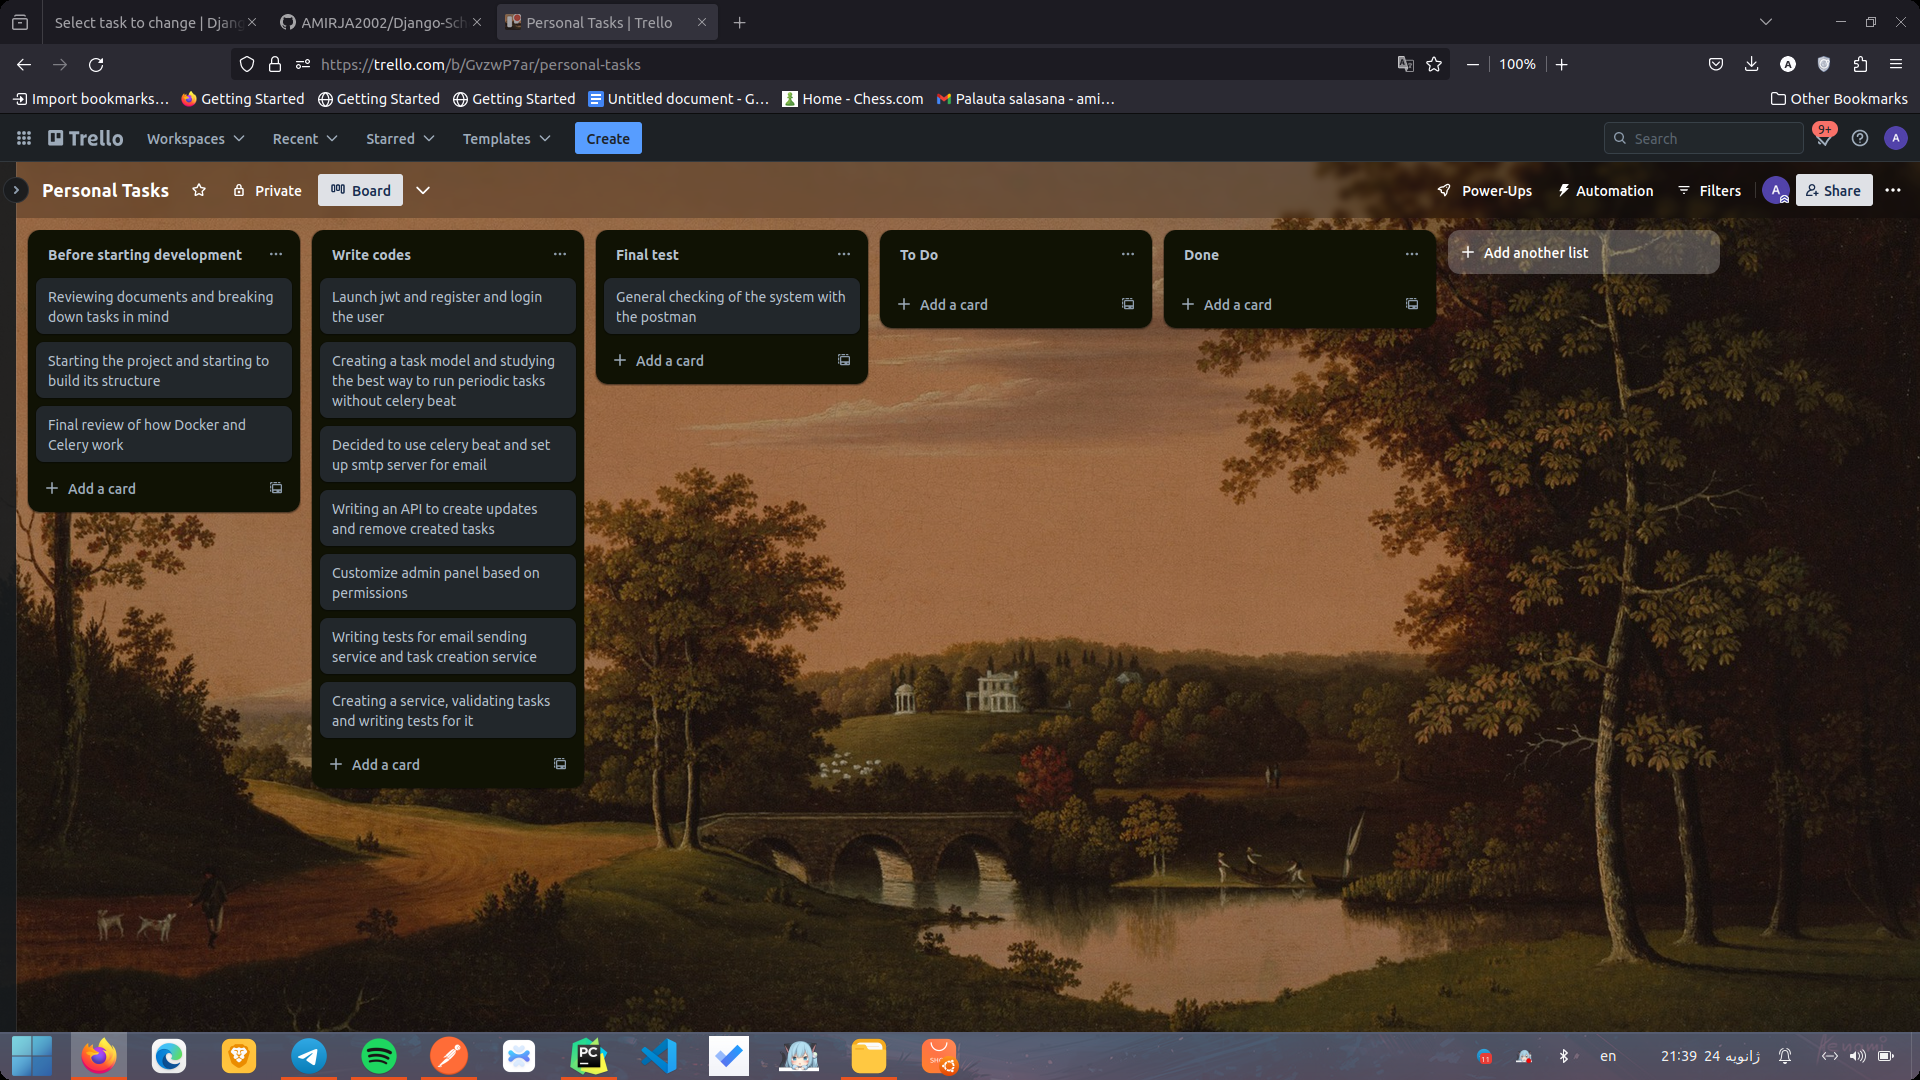 Select task to change | Djan
AMIRJA2002/Django-Sch
Personal Tasks | Trello
https://trello.com/b/GvzwP7ar/personal-tasks
100%
Import bookmarks…
Getting Started
Getting Started
Getting Started
Untitled document - G…
Home - Chess.com
Palauta salasana - ami…
Other Bookmarks
Trello
Workspaces
Recent
Starred
Templates
Create
Search
9+
A
Personal Tasks
Private
Board
Power-Ups
Automation
Filters
A
Share
Before starting development
Reviewing documents and breaking
down tasks in mind
Starting the project and starting to
build its structure
Final review of how Docker and
Celery work
Add a card
Write codes
Launch jwt and register and login
the user
Creating a task model and studying
the best way to run periodic tasks
without celery beat
Decided to use celery beat and set
up smtp server for email
Writing an API to create updates
and remove created tasks
Customize admin panel based on
permissions
Writing tests for email sending
service and task creation service
Creating a service, validating tasks
and writing tests for it
Add a card
Final test
General checking of the system with
the postman
Add a card
To Do
Add a card
Done
Add a card
Add another list
PC
11
en
21:39 24 ژانویه